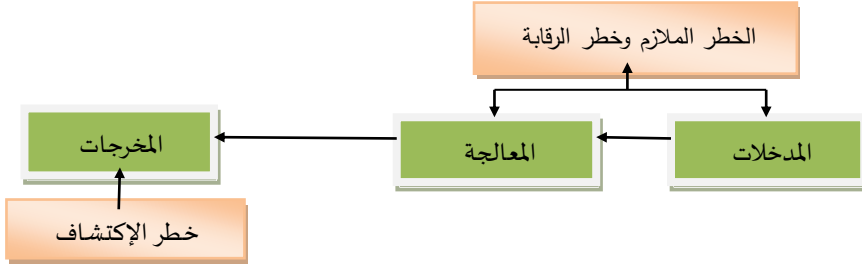 الخطر الملازم وخطر الرقابة
المدخلات
المعالجة
المخرجات
خطر الإكتشاف